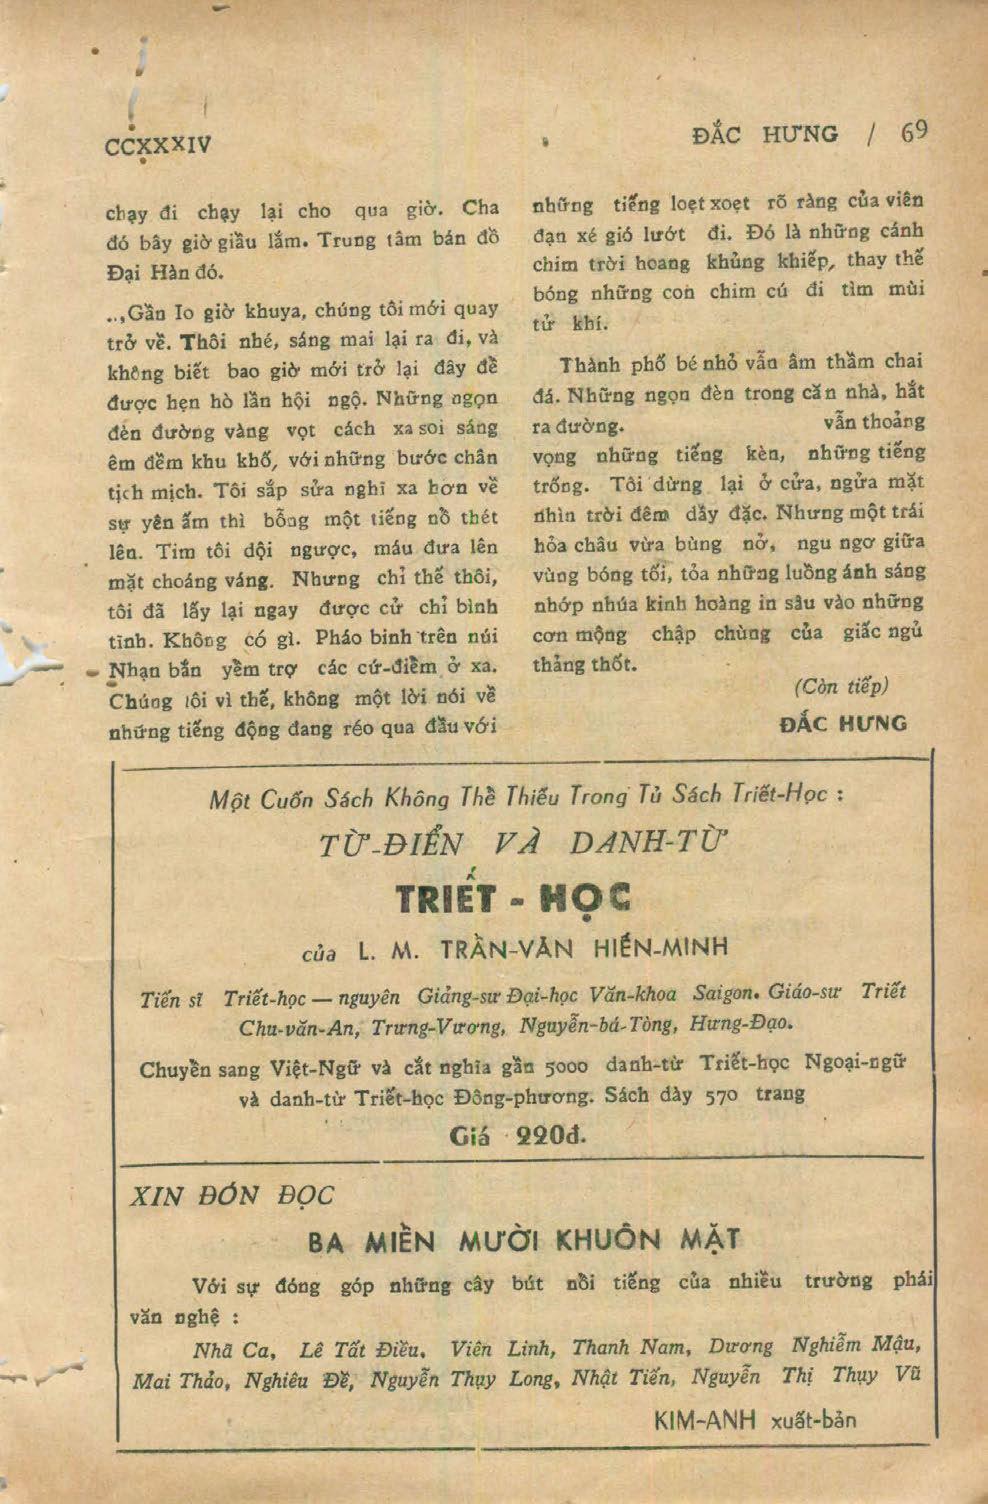 CCXXXIV
ĐẮC HƯNG / 69
chạy đi chạy lại cho qua giờ. Cha
đó bây giờ giầu lắm. Trung tâm bán đồ
Đại Hàn đó.
...Gần 10 giờ khuya, chúng tôi mới quay
trở về. Thôi nhé, sáng mai lại ra đi, và
không biết bao giờ mới trở lại đây để
được hẹn hò lần hội ngộ. Những ngọn
đèn đường vàng vọt cách xa soi sáng
êm đềm khu khố, với những bước chân
tịch mịch. Tôi sắp sửa nghĩ xa hơn về
sự yên ấm thì bỗng một tiếng nổ thét
lên. Tim tôi dội ngược, máu đưa lên
mặt choáng váng. Nhưng chỉ thế thôi,
tôi đã lấy lại ngay được cử chỉ bình
tĩnh. Không có gì. Pháo binh trên núi
Nhạn bắn yểm trợ các cứ-điểm ở xa.
Chúng tôi vì thế, không một lời nói về
những tiếng động đang réo qua đầu với
những tiếng loẹt xoẹt rõ ràng của viên
đạn xé gió lướt đi. Đó là những cánh
chim trời hoang khủng khiếp, thay thế
bóng những con chim cú đi tìm mùi
tử khí.
Thành phố bé nhỏ vẫn âm thầm chai
đá. Những ngọn đèn trong căn nhà, hắt
ra đường. vẫn thoảng
vọng những tiếng kèn, những tiếng
trống. Tôi dừng lại ở cửa, ngửa mặt
nhìn trời đêm dầy đặc. Nhưng một trái
hỏa châu vừa bùng nở, ngu ngơ giữa
vùng bóng tối, tỏa những luồng ánh sáng
nhớp nhúa kinh hoàng in sâu vào những
cơn mộng chập chùng của giấc ngủ
thảng thốt.
(Còn tiếp)
ĐẮC HƯNG
Một Cuốn Sách Không Thể Thiếu Trong Tủ Sách Triết-Học :
TỪ-ĐIỂN VÀ DANH-TỪ
TRIẾT - HỌC
của L. M. TRẦN-VĂN HIẾN-MINH
Tiến sĩ Triết-học — nguyên Giảng-sư Đại-học Văn-khoa Saigon. Giáo-sư Triết
Chu-văn-An, Trưng-Vương, Nguyễn-bá-Tòng, Hưng-Đạo.
Chuyển sang Việt-Ngữ và cắt nghĩa gần 5000 danh-từ Triết-học Ngoại-ngữ
và danh-từ Triết-học Đông-phương. Sách dày 570 trang
Giá 220đ.
XIN ĐÓN ĐỌC
BA MIỀN MƯỜI KHUÔN MẶT
Với sự đóng góp những cây bút nổi tiếng của nhiều trường phái
văn nghệ :
Nhã Ca, Lê Tất Điều, Viên Linh, Thanh Nam, Dương Nghiễm Mậu,
Mai Thảo, Nghiêu Đề, Nguyễn Thụy Long, Nhật Tiến, Nguyễn Thị Thụy Vũ
KIM-ANH xuất-bản